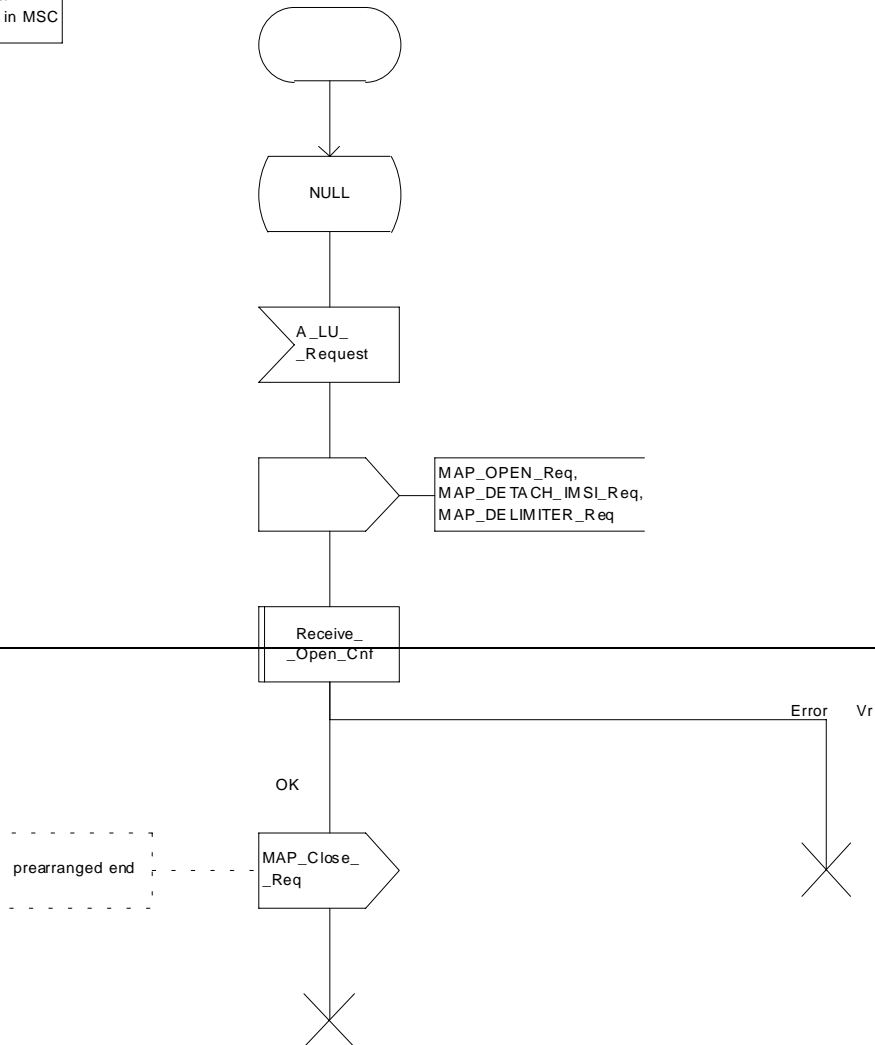 in MSC
NULL
A_LU_
_Request
MAP_OPEN_Req,
MAP_DETACH_IMSI_Req,
MAP_DELIMITER_Req
Receive_
_Open_Cnf
Error Vr
OK
prearranged end
MAP_Close_
_Req